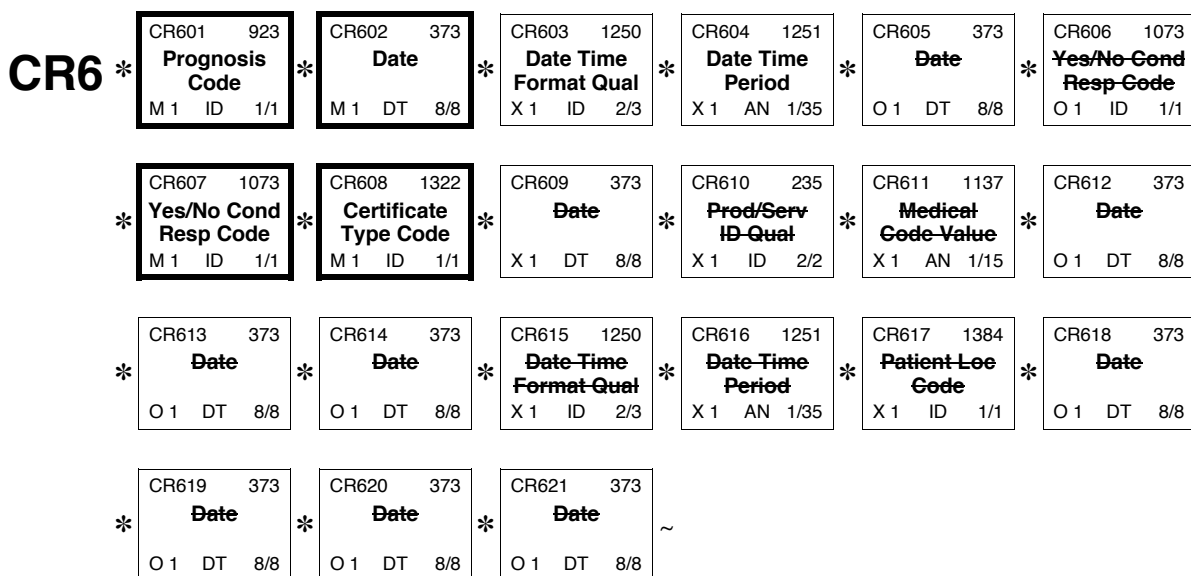 CR6 * CR601 923 * CR602 373 * CR603 1250 * CR604 1251 * CR605 373 * CR606 1073
Prognosis Code Date Date Time Format Qual Date Time Period Date Yes/No Cond Resp Code
M 1 ID 1/1 M 1 DT 8/8 X 1 ID 2/3 X 1 AN 1/35 O 1 DT 8/8 O 1 ID 1/1
* CR607 1073 * CR608 1322 * CR609 373 * CR610 235 * CR611 1137 * CR612 373
Yes/No Cond Resp Code Certificate Type Code Date Prod/Serv ID Qual Medical Code Value Date
M 1 ID 1/1 M 1 ID 1/1 X 1 DT 8/8 X 1 ID 2/2 X 1 AN 1/15 O 1 DT 8/8
* CR613 373 * CR614 373 * CR615 1250 * CR616 1251 * CR617 1384 * CR618 373
Date Date Date Time Format Qual Date Time Period Patient Loc Code Date
O 1 DT 8/8 O 1 DT 8/8 X 1 ID 2/3 X 1 AN 1/35 X 1 ID 1/1 O 1 DT 8/8
* CR619 373 * CR620 373 * CR621 373 ~
Date Date Date
O 1 DT 8/8 O 1 DT 8/8 O 1 DT 8/8